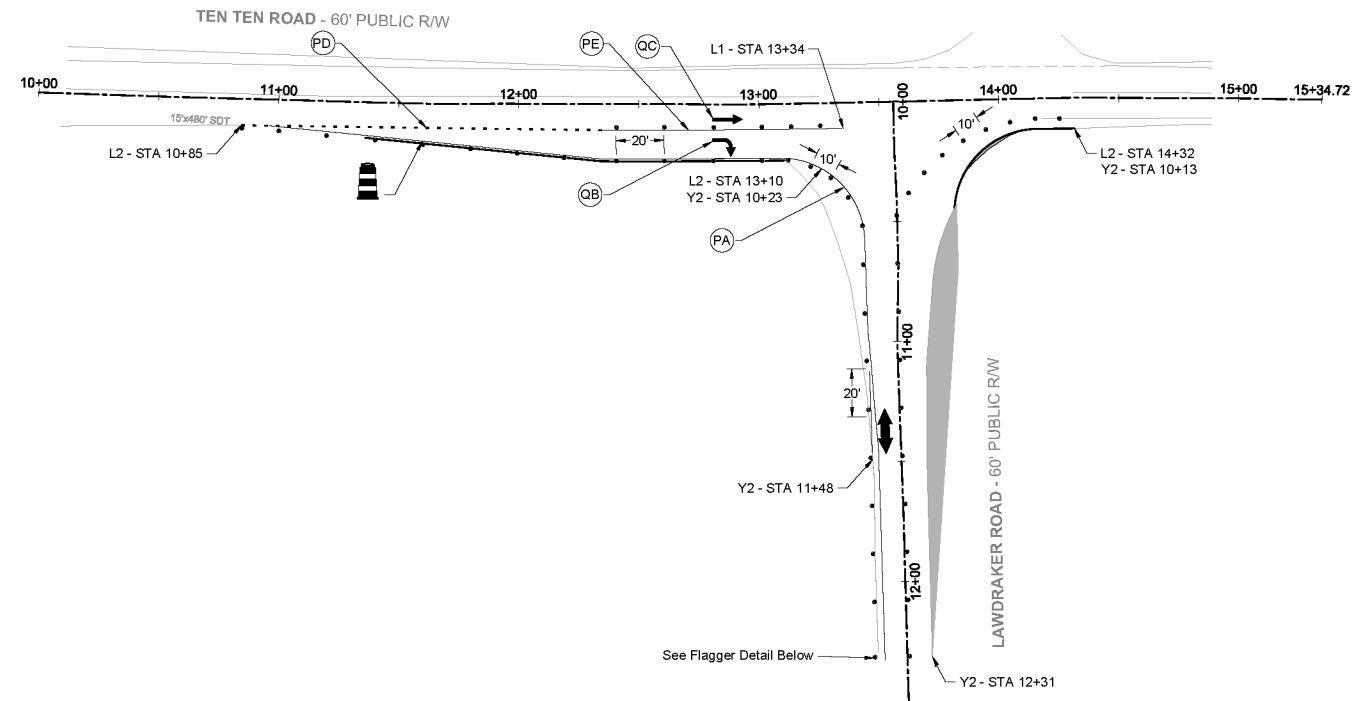 TEN TEN ROAD - 60' PUBLIC R/W
PD
PE
QC
L1 - STA 13+34
10+00
11+00
12+00
13+00
10+00
14+00
15+00
15+34.72
15'x480' SDT
L2 - STA 10+85
20'
QB
10'
L2 - STA 13+10
Y2 - STA 10+23
PA
10'
L2 - STA 14+32
Y2 - STA 10+13
11+00
20'
Y2 - STA 11+48
12+00
LAWDRAKER ROAD - 60' PUBLIC R/W
See Flagger Detail Below
Y2 - STA 12+31